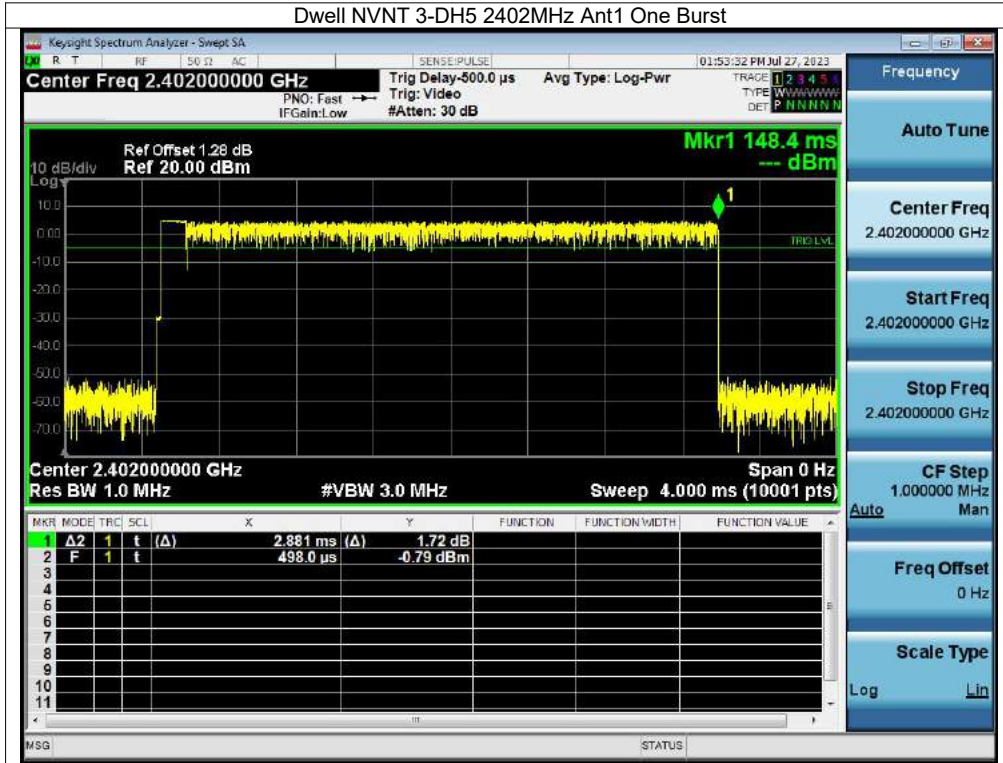 Dwell NVNT 3-DH5 2402MHz Ant1 One Burst
Keysight Spectrum Analyzer - Swept SA
R T RF 50 Ω AC SENSE:PULSE 01:53:32 PM Jul 27, 2023
Center Freq 2.402000000 GHz
PNO: Fast
IFGain:Low
Trig Delay-500.0 µs
Trig: Video
#Atten: 30 dB
Avg Type: Log-Pwr
TRACE 1 2 3 4 5
TYPE WWWWWW
DET P N N N N N
Frequency
Auto Tune
Center Freq
2.402000000 GHz
Start Freq
2.402000000 GHz
Stop Freq
2.402000000 GHz
CF Step
1.000000 MHz
Auto Man
Freq Offset
0 Hz
Scale Type
Log Lin
Ref Offset 1.28 dB
10 dB/div Ref 20.00 dBm
Log
Mkr1 148.4 ms
--- dBm
10.0
0.00
-10.0
-20.0
-30.0
-40.0
-50.0
-60.0
-70.0
1
TRIG LVL
Center 2.402000000 GHz Span 0 Hz
Res BW 1.0 MHz #VBW 3.0 MHz Sweep 4.000 ms (10001 pts)
MKR MODE TRC SCL X Y FUNCTION FUNCTION WIDTH FUNCTION VALUE
1 Δ2 1 t (Δ) 2.881 ms (Δ) 1.72 dB
2 F 1 t 498.0 µs -0.79 dBm
3
4
5
6
7
8
9
10
11
MSG STATUS